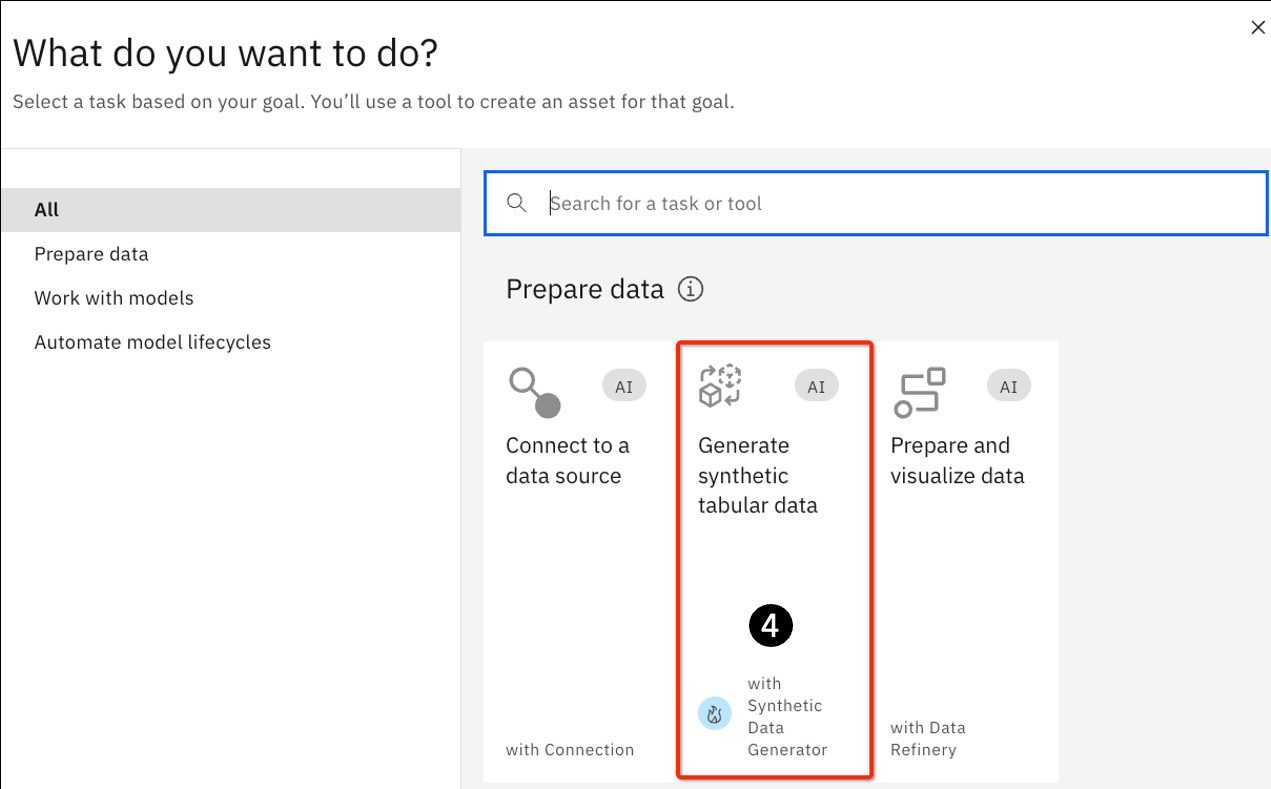 What do you want to do?
Select a task based on your goal. You’ll use a tool to create an asset for that goal.
All
Prepare data
Work with models
Automate model lifecycles
Search for a task or tool
Prepare data
AI
Connect to a
data source
with Connection
AI
Generate
synthetic
tabular data
4
with
Synthetic
Data
Generator
AI
Prepare and
visualize data
with Data
Refinery